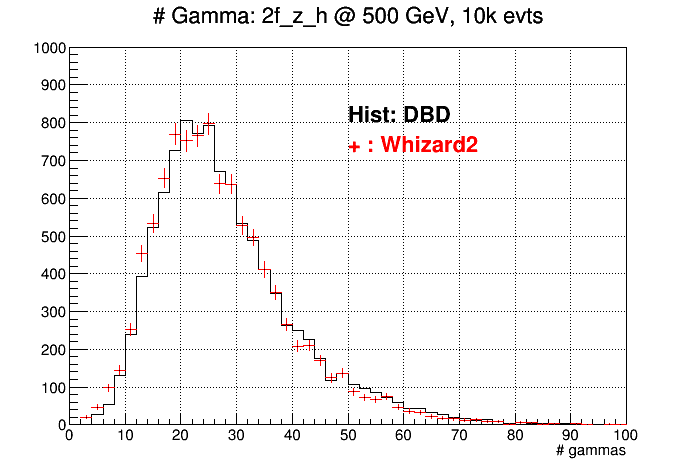 # Gamma: 2f_z_h @ 500 GeV, 10k evts
1000
900
800
700
600
500
400
300
200
100
0
Hist: DBD
+ : Whizard2
0 10 20 30 40 50 60 70 80 90 100
# gammas